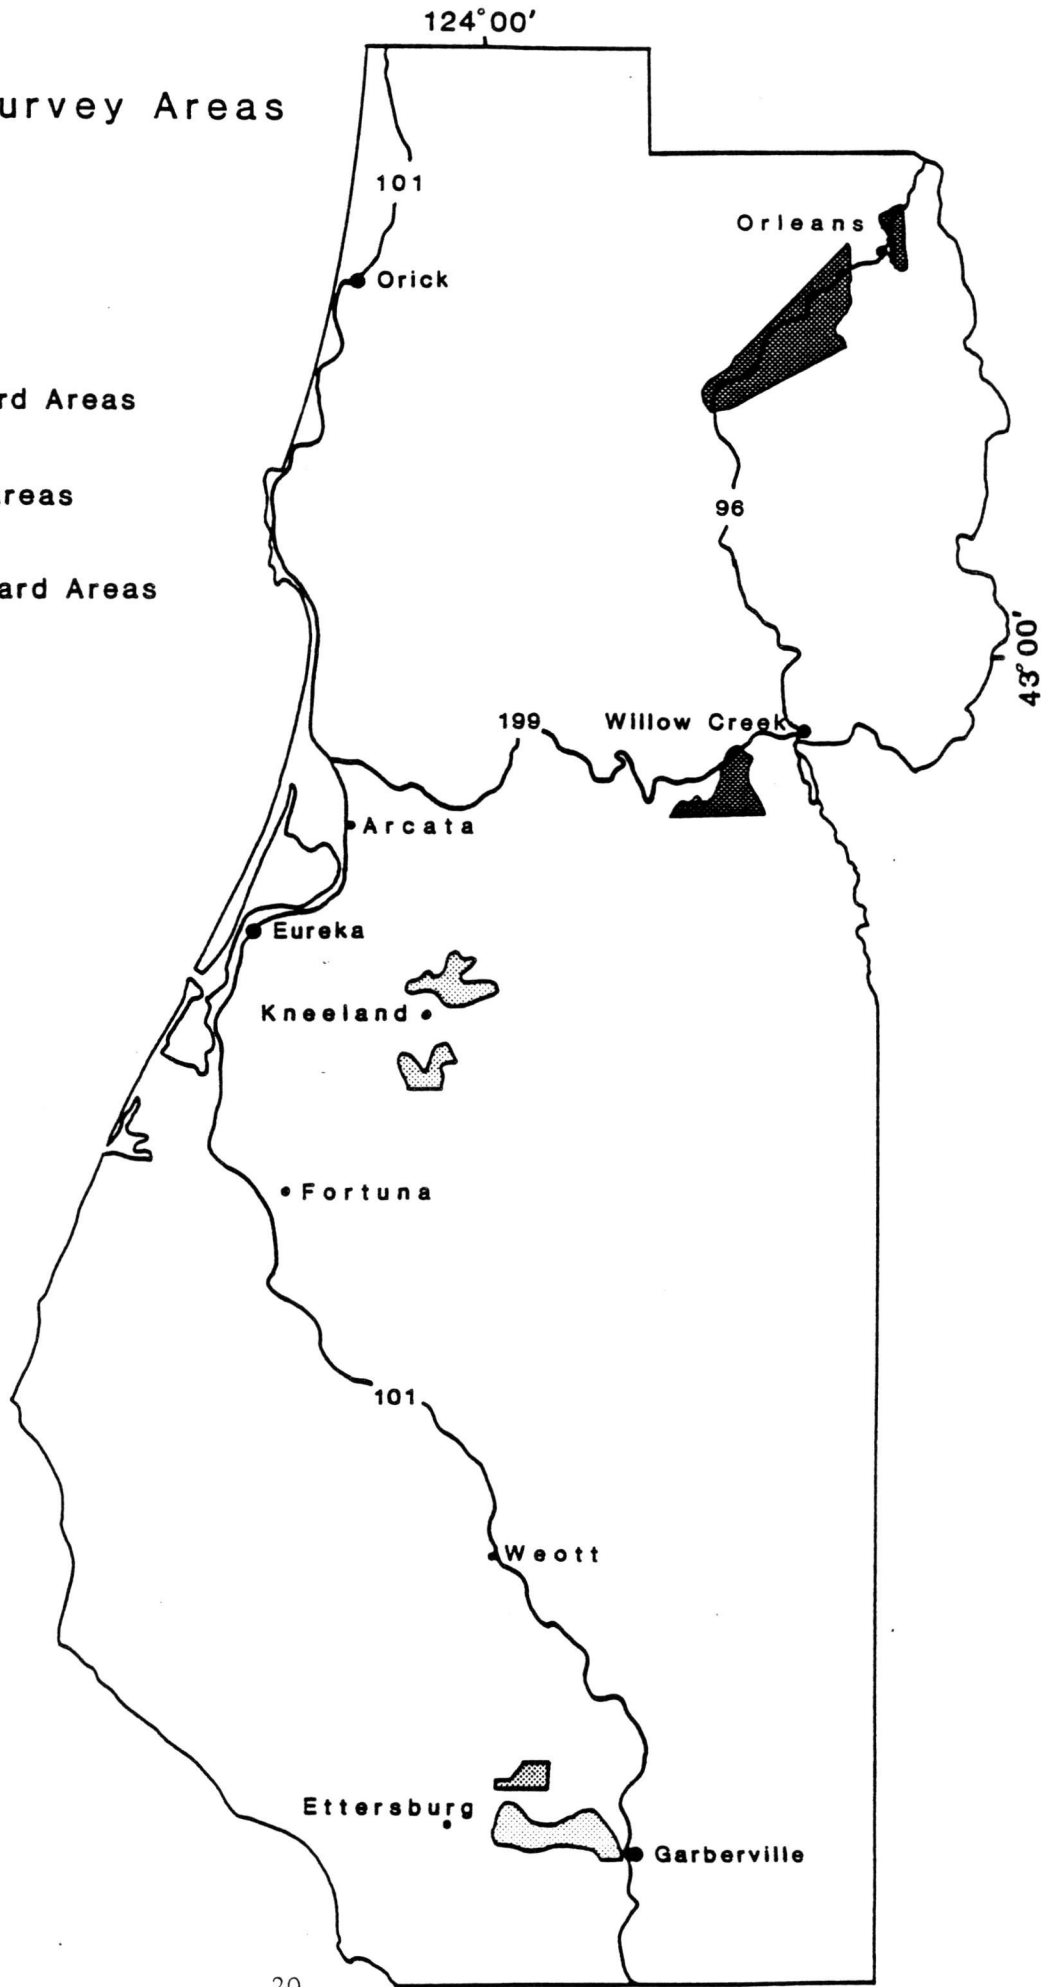 124°00'
urvey Areas
101
Orleans
Orick
rd Areas
reas
96
ard Areas
43°00'
199
Willow Creek
Arcata
Eureka
Kneeland
Fortuna
101
Weott
Ettersburg
Garberville
20